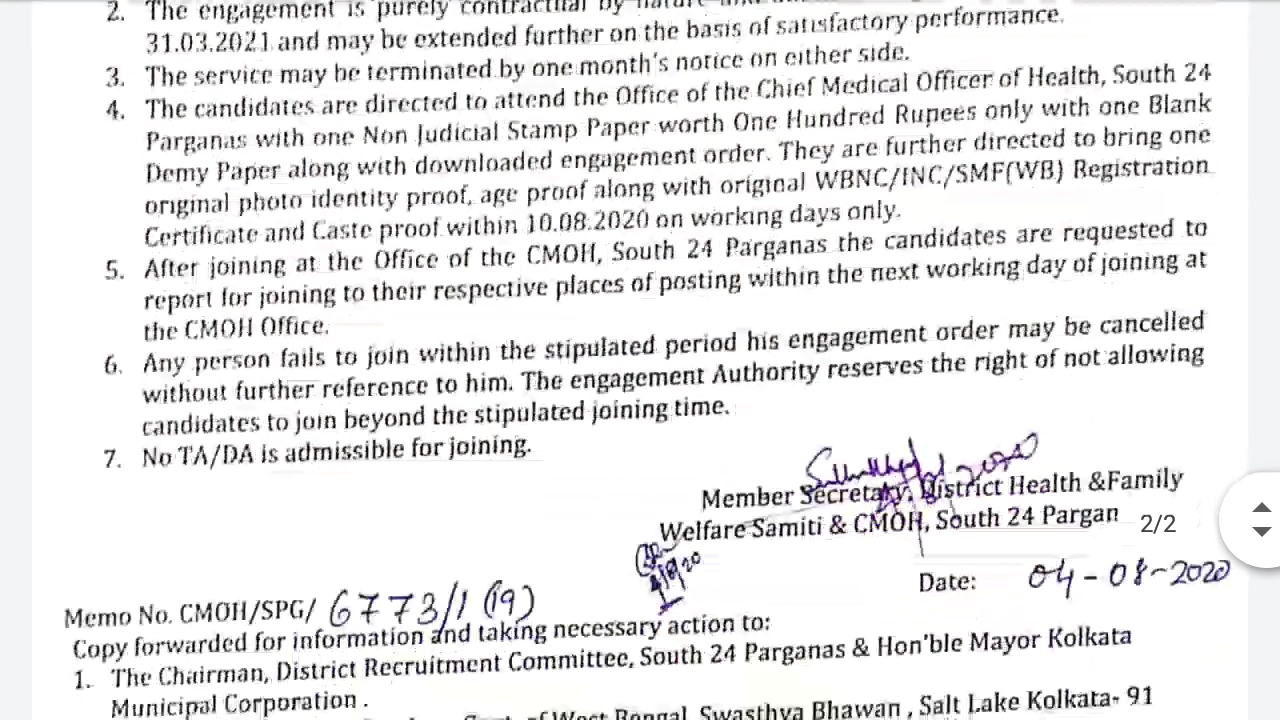 2. The engagement is purely contractual by nature
31.03.2021 and may be extended further on the basis of satisfactory performance.
3. The service may be terminated by one month's notice on either side.
4. The candidates are directed to attend the Office of the Chief Medical Officer of Health, South 24
Parganas with one Non Judicial Stamp Paper worth One Hundred Rupees only with one Blank
Demy Paper along with downloaded engagement order. They are further directed to bring one
original photo identity proof, age proof along with original WBNC/INC/SMF(WB) Registration
Certificate and Caste proof within 10.08.2020 on working days only.
5. After joining at the Office of the CMOH, South 24 Parganas the candidates are requested to
report for joining to their respective places of posting within the next working day of joining at
the CMOH Office.
6. Any person fails to join within the stipulated period his engagement order may be cancelled
without further reference to him. The engagement Authority reserves the right of not allowing
candidates to join beyond the stipulated joining time.
7. No TA/DA is admissible for joining.
Member Secretary, District Health &Family
Welfare Samiti & CMOH, South 24 Pargan
2/2
4/8/20
Date: 04-08-2020
Memo No. CMOH/SPG/ 6773/1(19)
Copy forwarded for information and taking necessary action to:
1. The Chairman, District Recruitment Committee, South 24 Parganas & Hon'ble Mayor Kolkata
Municipal Corporation .
of West Bengal, Swasthya Bhawan , Salt Lake Kolkata- 91